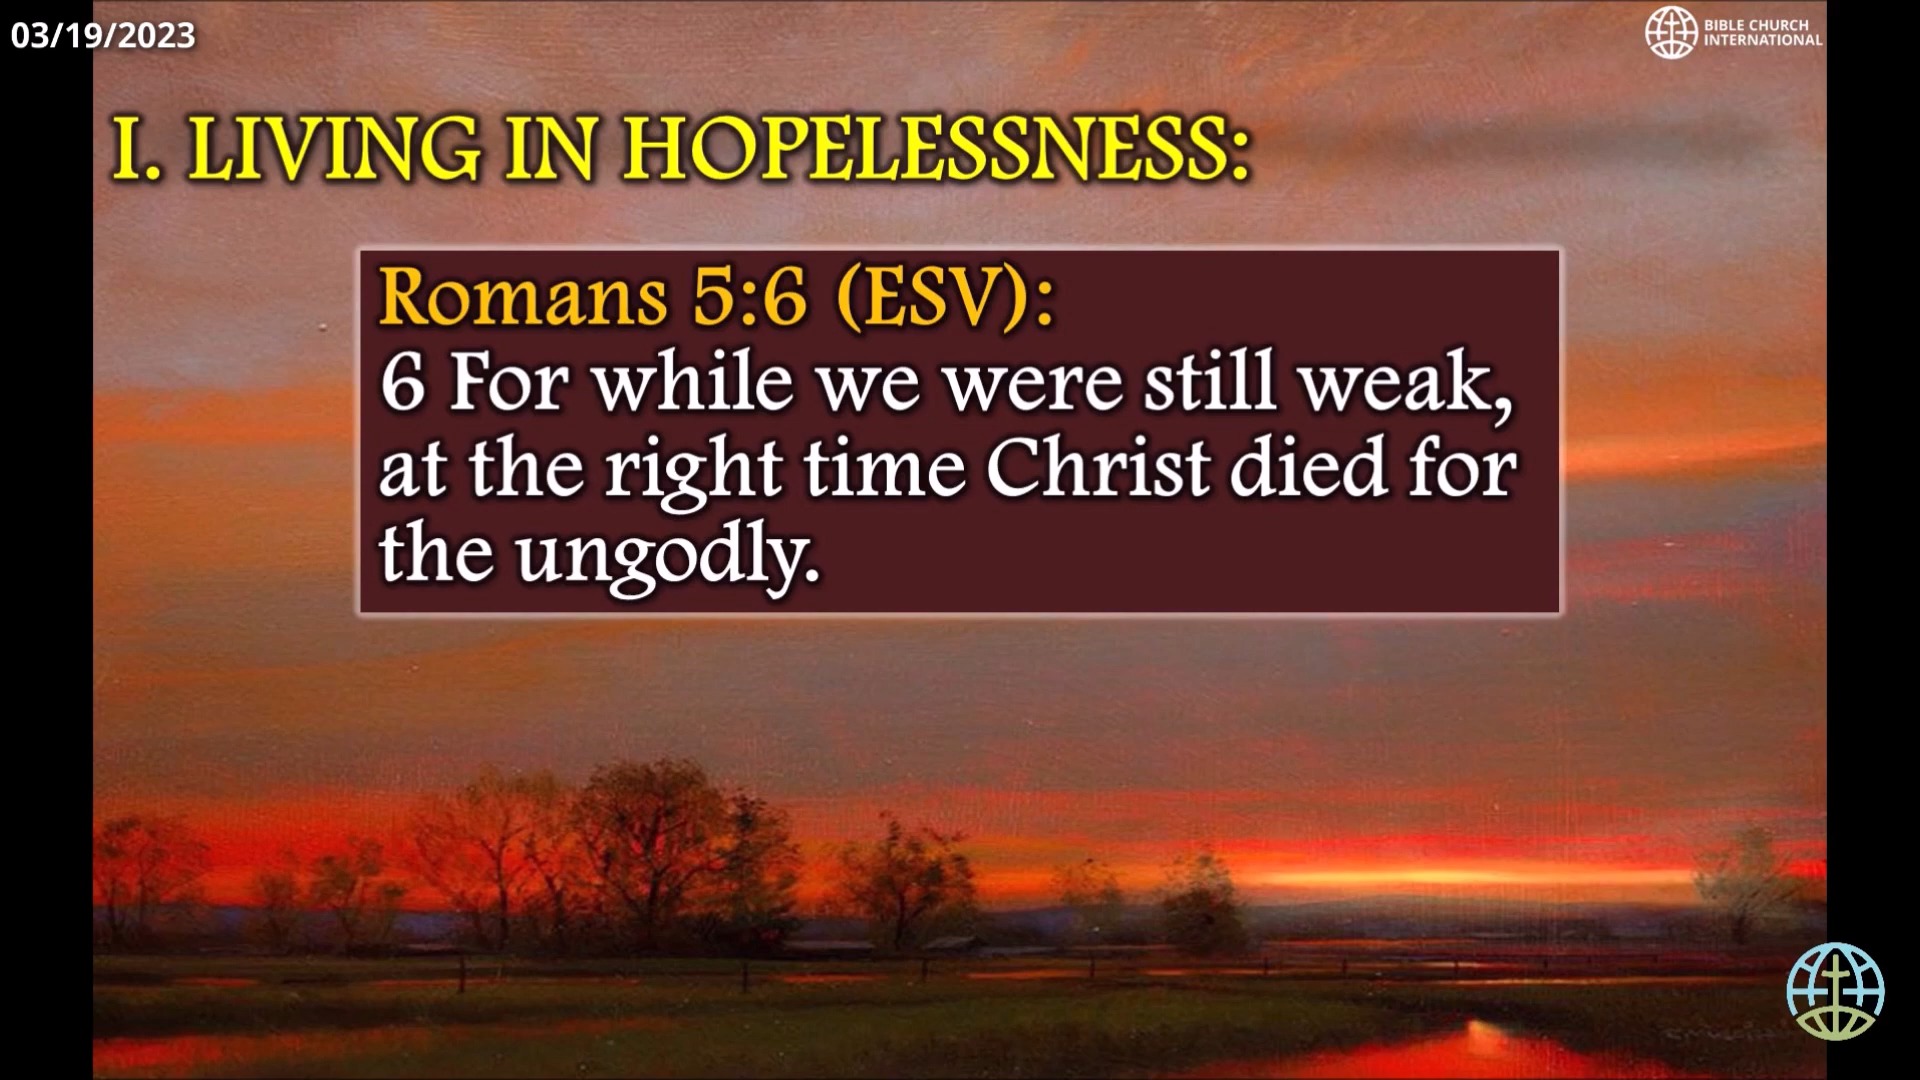 03/19/2023
BIBLE CHURCH
INTERNATIONAL
I. LIVING IN HOPELESSNESS:
Romans 5:6 (ESV):
6 For while we were still weak,
at the right time Christ died for
the ungodly.